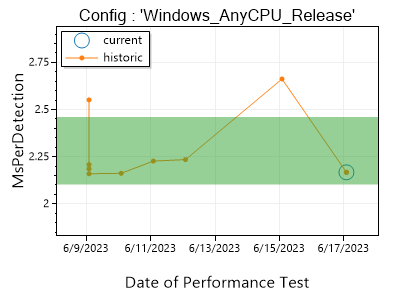 Config : 'Windows_AnyCPU_Release'
current
historic
MsPerDetection
2.75
2.5
2.25
2
6/9/2023
6/11/2023
6/13/2023
6/15/2023
6/17/2023
Date of Performance Test